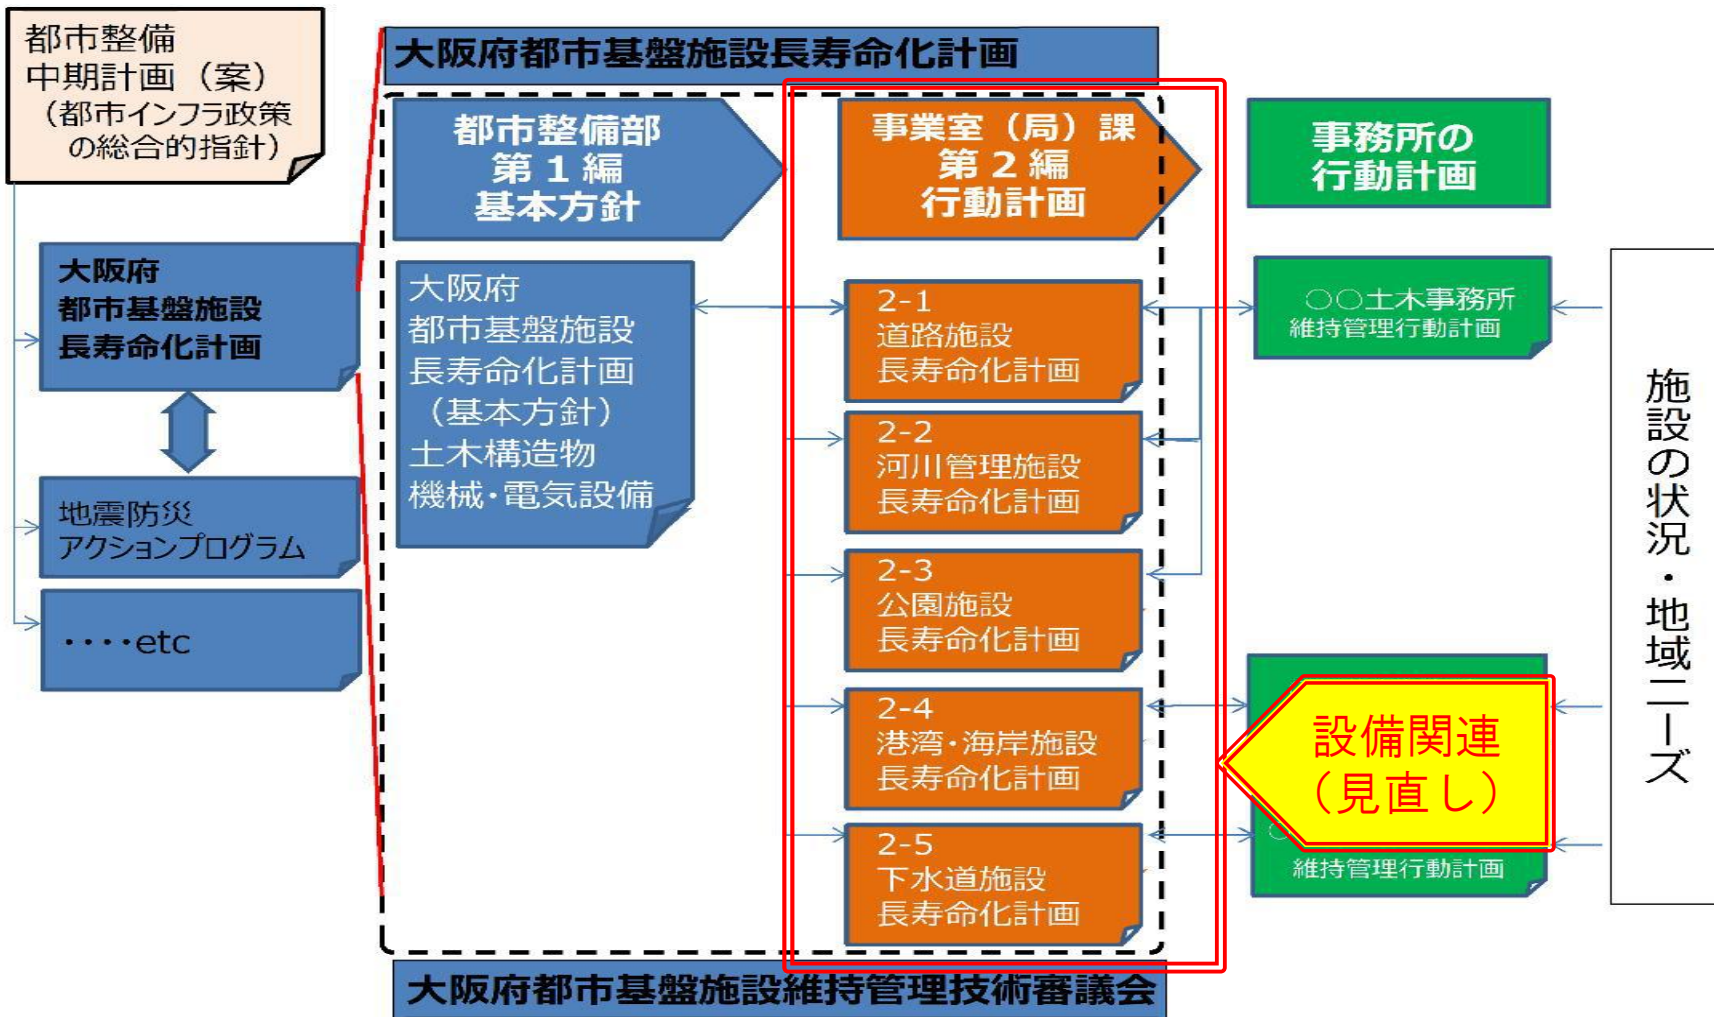 都市整備
中期計画（案）
（都市インフラ政策
の総合的指針）
大阪府
都市基盤施設
長寿命化計画
地震防災
アクションプログラム
････etc
大阪府都市基盤施設長寿命化計画
都市整備部
第１編
基本方針
大阪府
都市基盤施設
長寿命化計画
（基本方針）
土木構造物
機械･電気設備
事業室（局）課
第２編
行動計画
2-1
道路施設
長寿命化計画
2-2
河川管理施設
長寿命化計画
2-3
公園施設
長寿命化計画
2-4
港湾･海岸施設
長寿命化計画
2-5
下水道施設
長寿命化計画
大阪府都市基盤施設維持管理技術審議会
事務所の
行動計画
○○土木事務所
維持管理行動計画
設備関連
（見直し）
維持管理行動計画
施設の状況・地域ニーズ